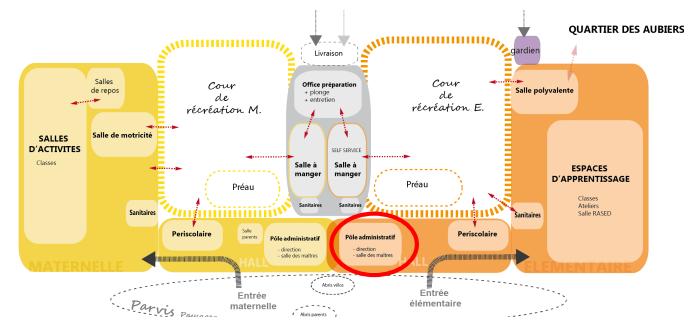 QUARTIER DES AUBIERS
gardien
Livraison
Salles
de repos
Cour
de
récréation M.
Office préparation
+ plonge
+ entretien
Cour
de
récréation E.
Salle polyvalente
SALLES
D'ACTIVITES
Classes
Salle de motricité
Salle à
manger
SELF SERVICE
Salle à
manger
ESPACES
D'APPRENTISSAGE
Classes
Ateliers
Salle RASED
Préau
Préau
Sanitaires
Sanitaires
Sanitaires
Sanitaires
Periscolaire
Salle
parents
Pôle administratif
- direction
- salle des maîtres
Pôle administratif
- direction
- salle des maîtres
Periscolaire
MATERNELLE
HALL
HALL
ELEMENTAIRE
Entrée
maternelle
Abris vélos
Entrée
élémentaire
Parvis
Abris parents